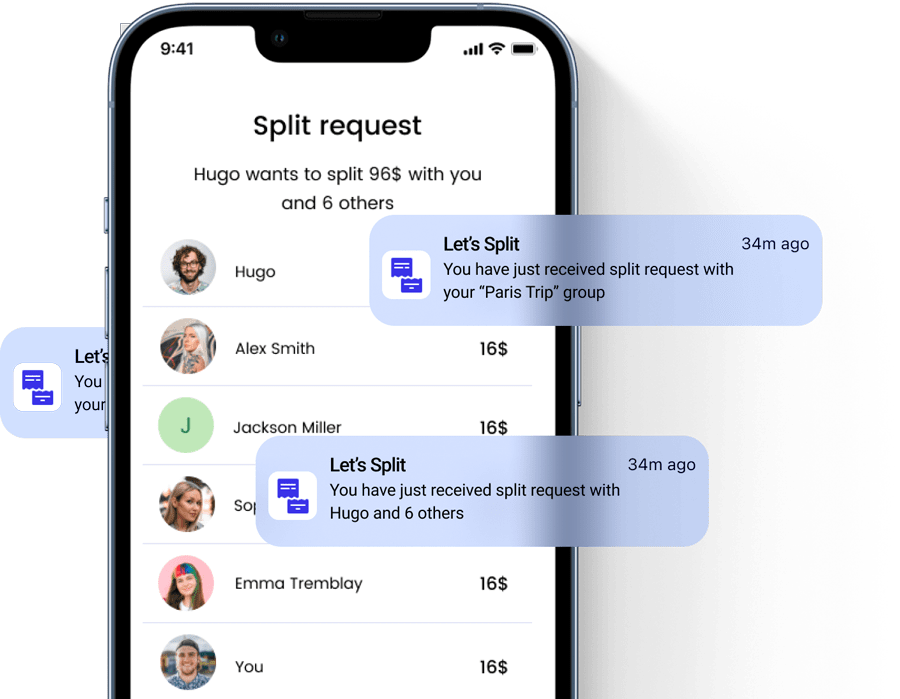 9:41
Split request
Hugo wants to split 96$ with you
and 6 others
Hugo
Let's Split 34m ago
You have just received split request with
your “Paris Trip” group
Alex Smith 16$
Let's
You
your
J Jackson Miller 16$
Let's Split 34m ago
You have just received split request with
Hugo and 6 others
Emma Tremblay 16$
You 16$